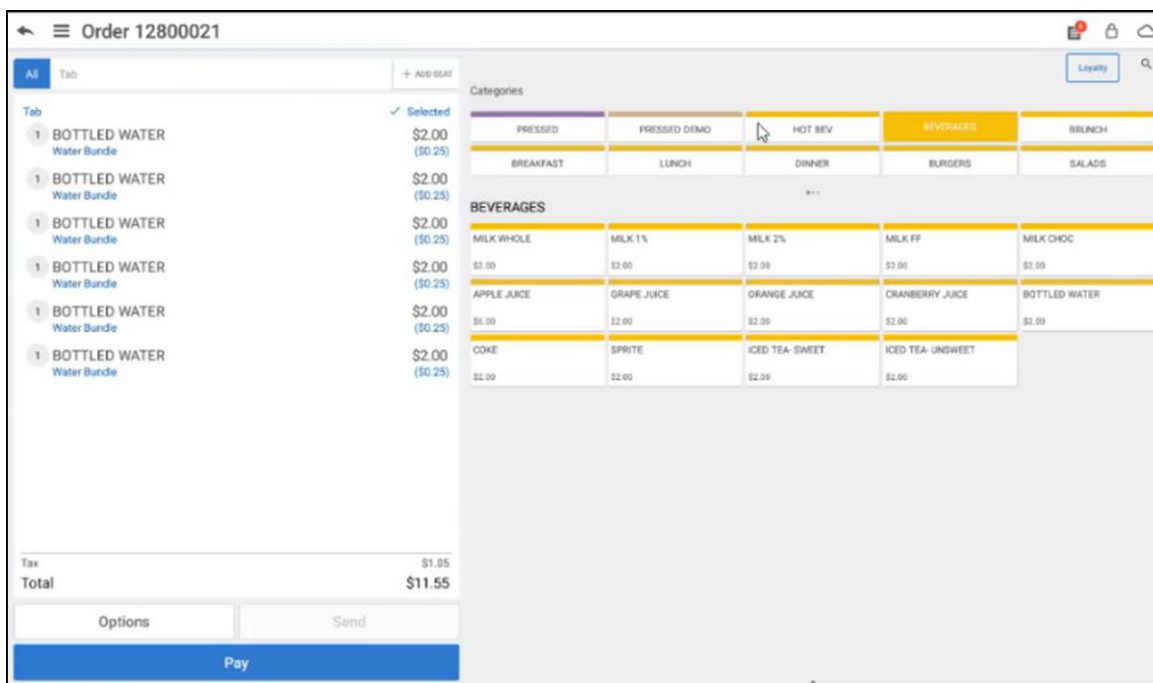 Order 12800021
All Tab + ADD SEAT
Tab ✓ Selected
1 BOTTLED WATER $2.00
Water Bundle ($0.25)
1 BOTTLED WATER $2.00
Water Bundle ($0.25)
1 BOTTLED WATER $2.00
Water Bundle ($0.25)
1 BOTTLED WATER $2.00
Water Bundle ($0.25)
1 BOTTLED WATER $2.00
Water Bundle ($0.25)
1 BOTTLED WATER $2.00
Water Bundle ($0.25)
Tax $1.05
Total $11.55
Options Send
Pay
Loyalty
Categories
PRESSED PRESSED DEMO HOT BEV BEVERAGES BRUNCH
BREAKFAST LUNCH DINNER BURGERS SALADS
BEVERAGES
MILK WHOLE MILK 1% MILK 2% MILK FF MILK CHOC
$2.00 $2.00 $2.00 $2.00 $2.00
APPLE JUICE GRAPE JUICE ORANGE JUICE CRANBERRY JUICE BOTTLED WATER
$2.00 $2.00 $2.00 $2.00
COKE SPRITE ICED TEA- SWEET ICED TEA- UNSWEET
$2.00 $2.00 $2.00 $2.00